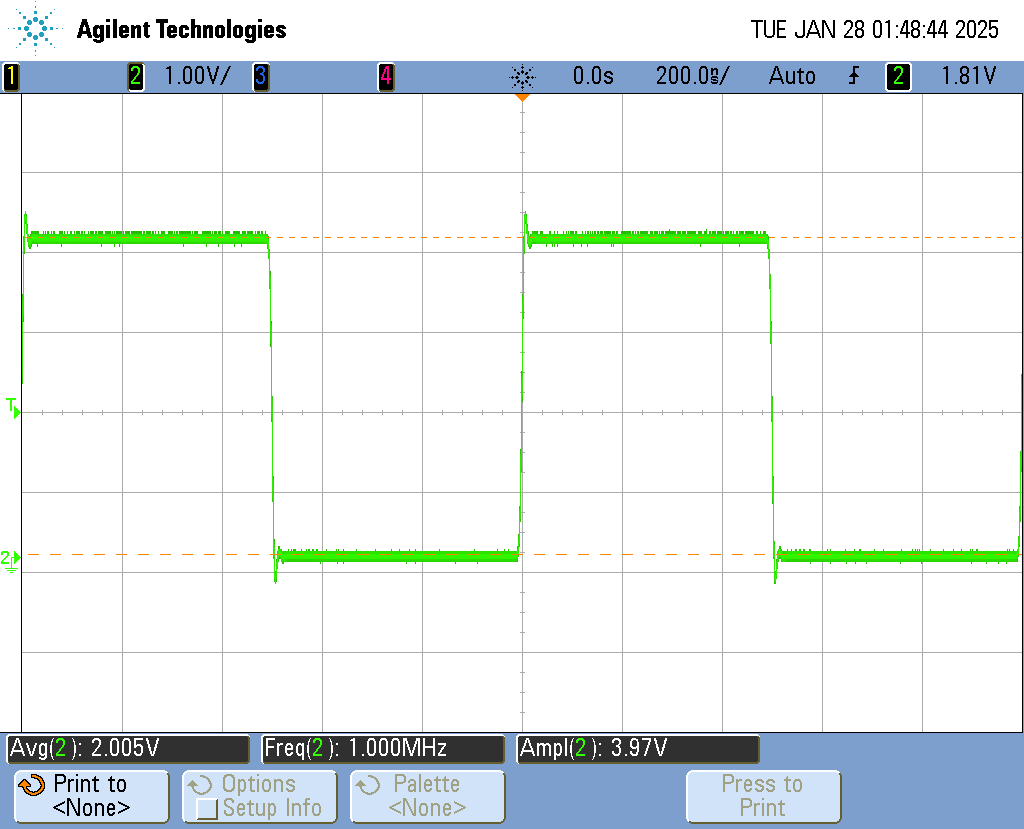 Agilent Technologies TUE JAN 28 01:48:44 2025
1 2 1.00V/ 3 4 0.0s 200.0ns/ Auto 2 1.81V
T
2
Avg(2): 2.005V Freq(2): 1.000MHz Ampl(2): 3.97V
Print to Options Palette Press to
<None> Setup Info <None> Print